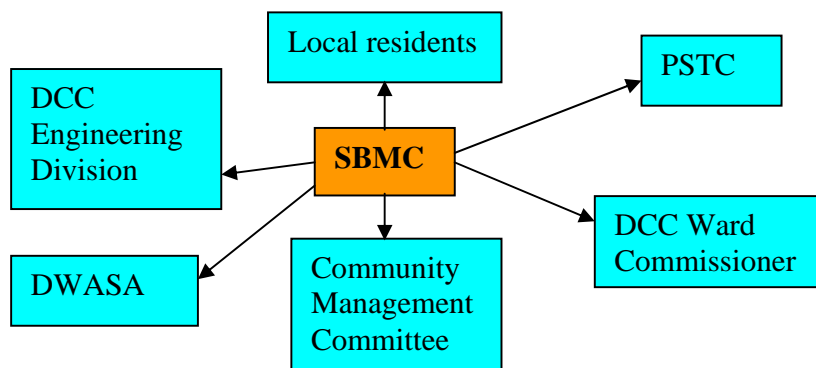 Local residents
PSTC
DCC
Engineering
Division
SBMC
DCC Ward
Commissioner
DWASA
Community
Management
Committee